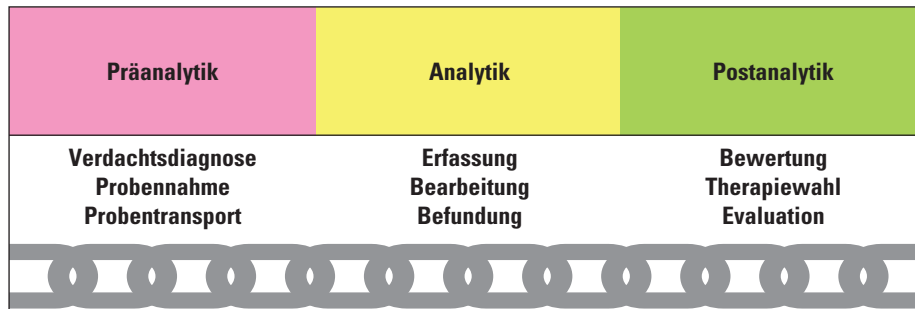 Präanalytik
Analytik
Postanalytik
Verdachtsdiagnose
Probennahme
Probentransport
Erfassung
Bearbeitung
Befundung
Bewertung
Therapiewahl
Evaluation